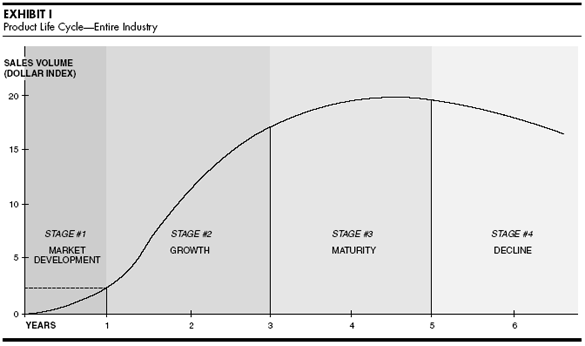 EXHIBIT I
Product Life Cycle—Entire Industry
SALES VOLUME
(DOLLAR INDEX)
20
15
10
5
0
STAGE #1
MARKET
DEVELOPMENT
STAGE #2
GROWTH
STAGE #3
MATURITY
STAGE #4
DECLINE
YEARS
1
2
3
4
5
6